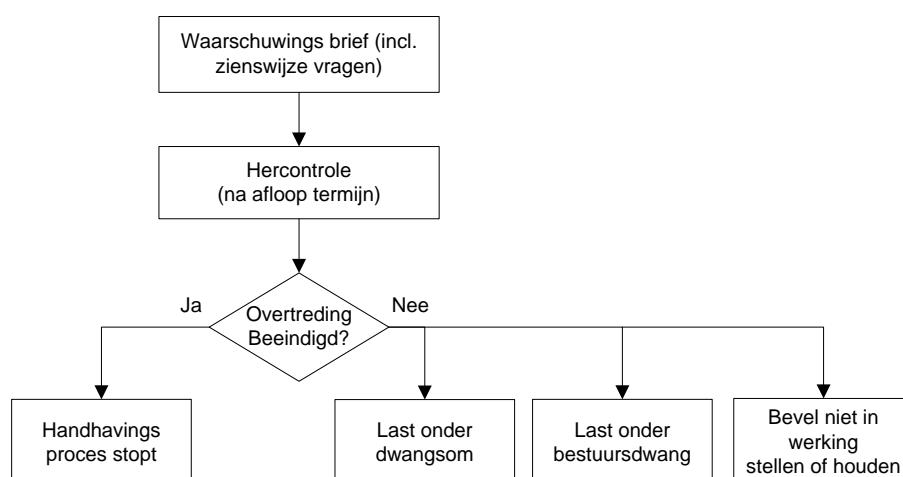 Waarschuwings brief (incl.
zienswijze vragen)
Hercontrole
(na afloop termijn)
Ja
Nee
Overtreding
Beeindigd?
Handhavings
proces stopt
Last onder
dwangsom
Last onder
bestuursdwang
Bevel niet in
werking
stellen of houden